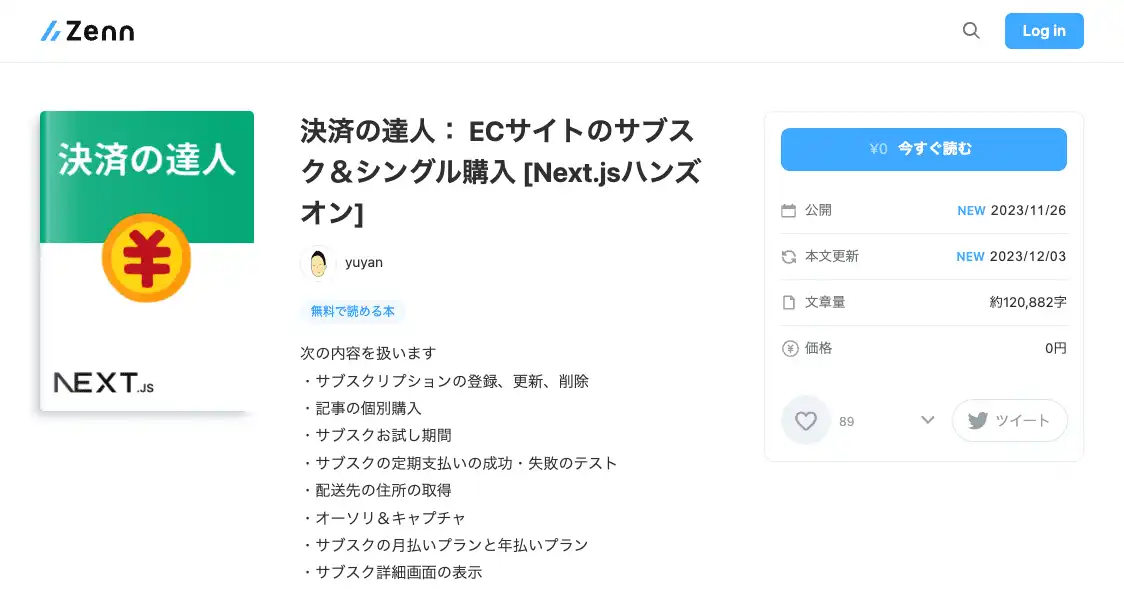 Zenn
Log in
決済の達人
NEXT.JS
決済の達人： ECサイトのサブス
ク＆シングル購入 [Next.jsハンズ
オン]
yuyan
無料で読める本
次の内容を扱います
・サブスクリプションの登録、更新、削除
・記事の個別購入
・サブスクお試し期間
・サブスクの定期支払いの成功・失敗のテスト
・配送先の住所の取得
・オーソリ＆キャプチャ
・サブスクの月払いプランと年払いプラン
・サブスク詳細画面の表示
¥0 今すぐ読む
公開 NEW 2023/11/26
本文更新 NEW 2023/12/03
文章量 約120,882字
価格 0円
89 ツイート